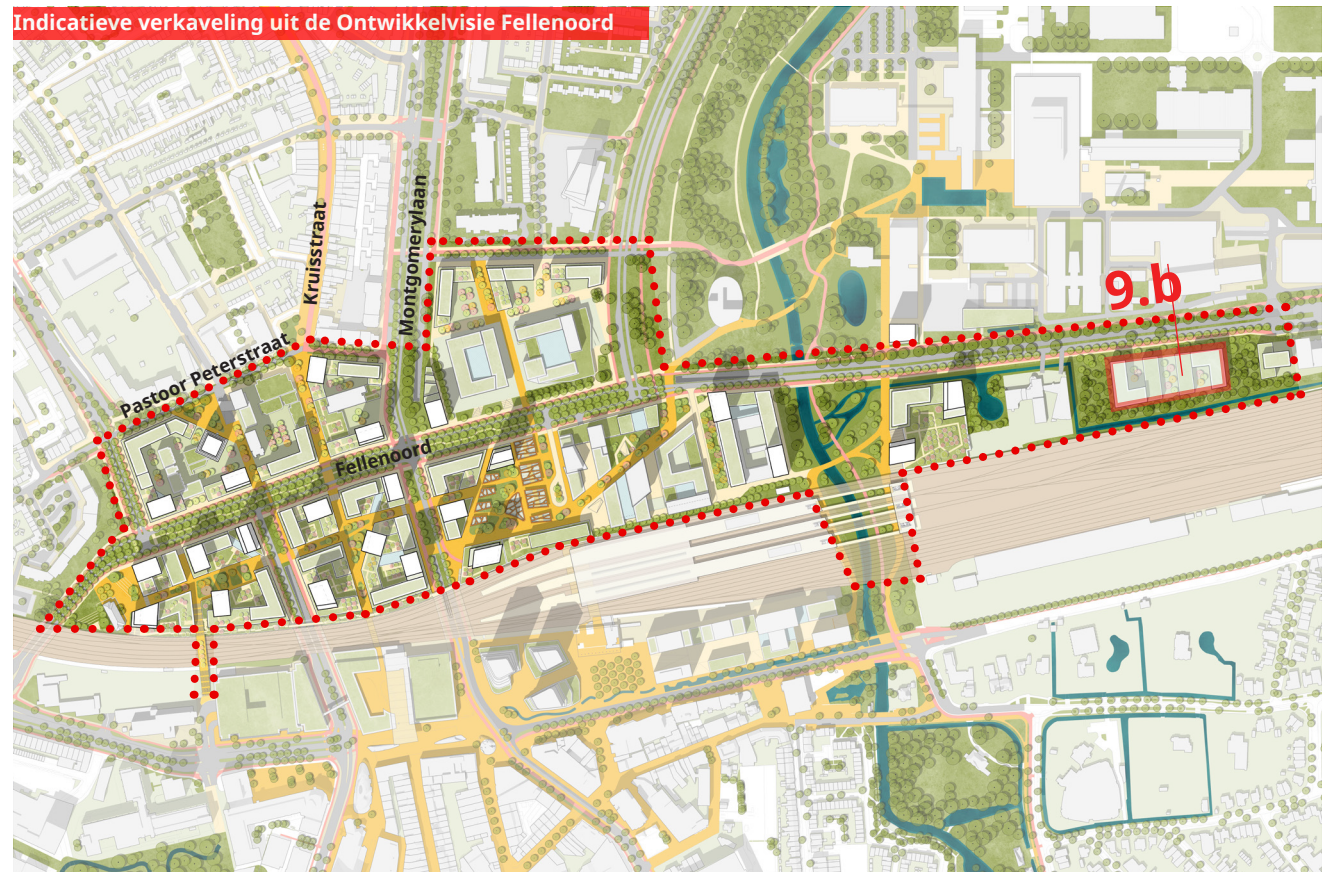 Indicatieve verkaveling uit de Ontwikkelvisie Fellenoord
Kruisstraat
Montgomerylaan
9.b
Pastoor Peterstraat
Fellenoord